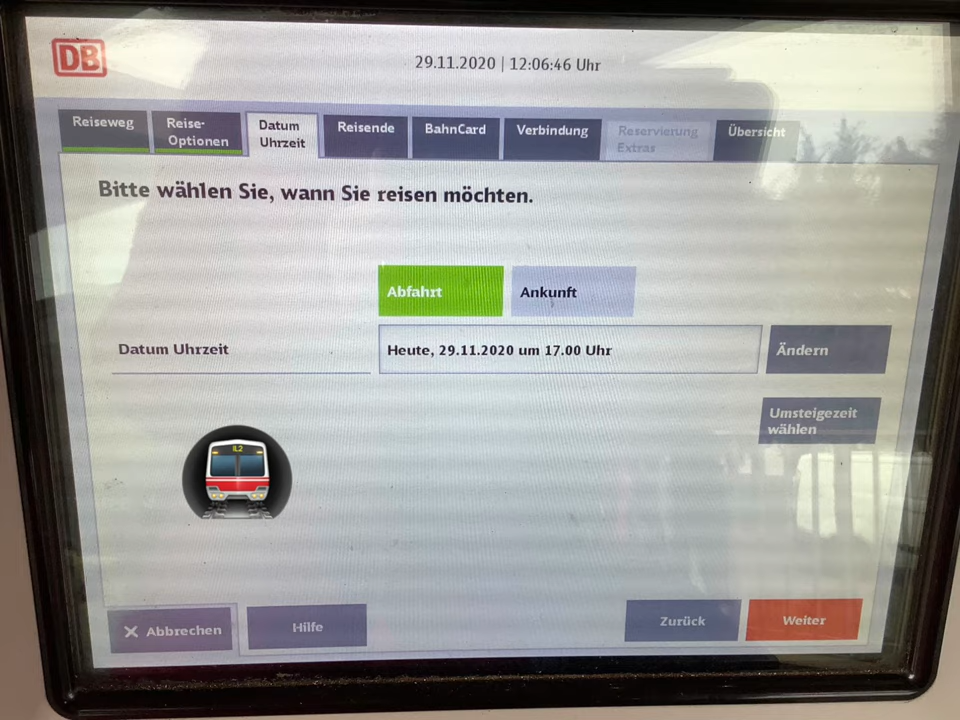 DB
29.11.2020 | 12:06:46 Uhr
Reiseweg
Reise-
Optionen
Datum
Uhrzeit
Reisende
BahnCard
Verbindung
Reservierung
Extras
Übersicht
Bitte wählen Sie, wann Sie reisen möchten.
Abfahrt
Ankunft
Datum Uhrzeit
Heute, 29.11.2020 um 17.00 Uhr
Ändern
Umsteigezeit
wählen
IL2
Abbrechen
Hilfe
Zurück
Weiter